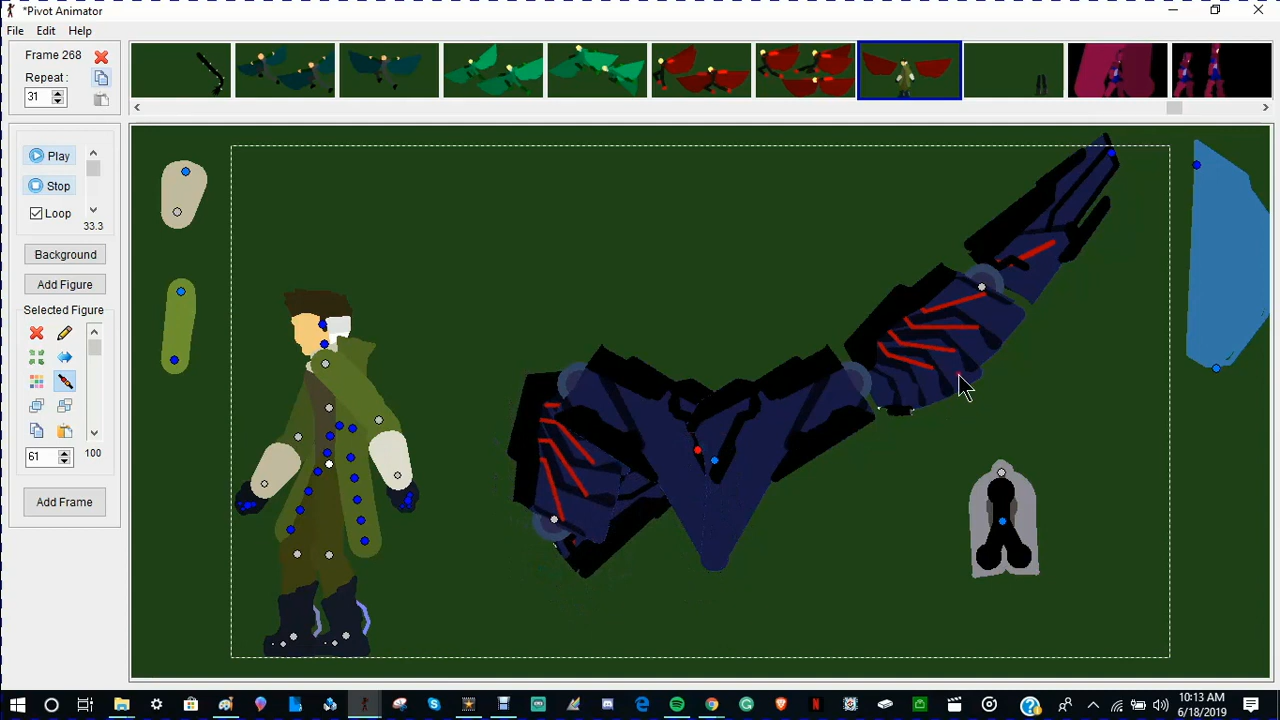 *Pivot Animator
File Edit Help
Frame 268
Repeat :
31
Play
Stop
Loop
33.3
Background
Add Figure
Selected Figure
:
61
100
Add Frame
10:13 AM
6/18/2019